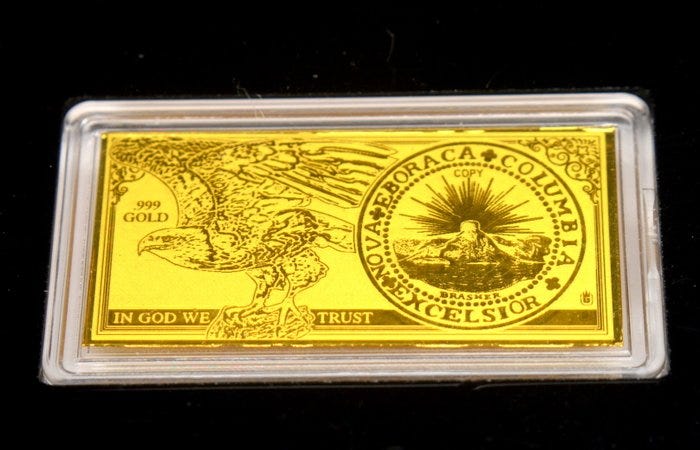 .999
GOLD
IN GOD WE TRUST
NOVA EBORACA COLUMBIA EXCELSIOR
COPY
BRASHER